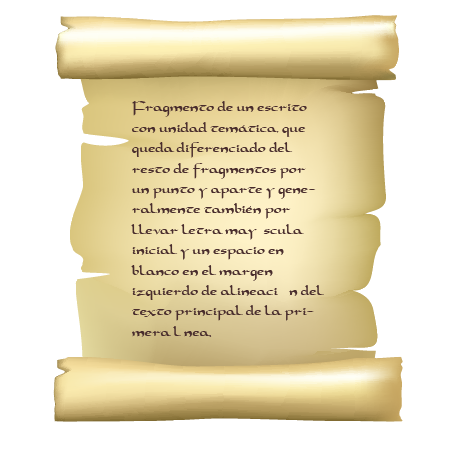 Fragmento de un escrito
con unidad temática, que
queda diferenciado del
resto de fragmentos por
un punto y aparte y gene-
ralmente también por
llevar letra may scula
inicial y un espacio en
blanco en el margen
izquierdo de alineaci n del
texto principal de la pri-
mera l nea.